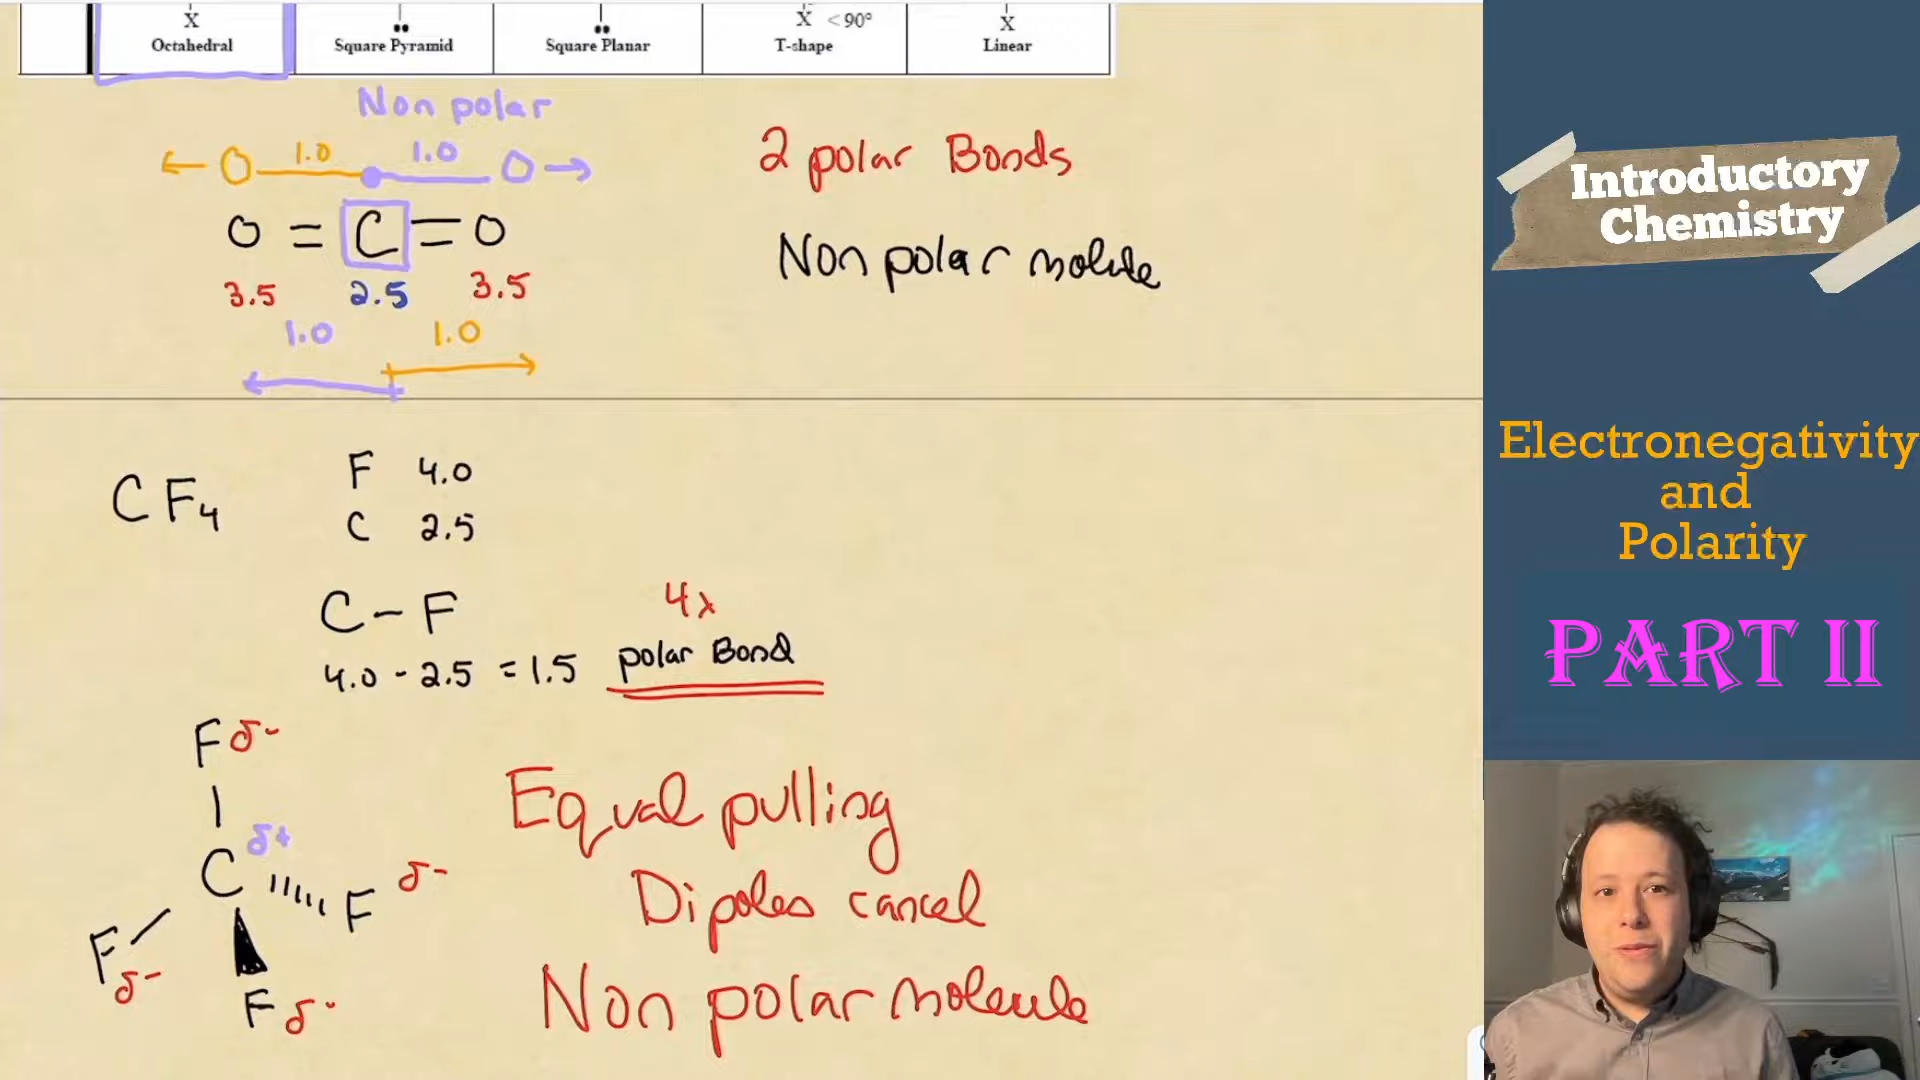 X
X <90°
X
Octahedral
Square Pyramid
Square Planar
T-shape
Linear
Non polar
O 1.0 1.0 O
O = C = O
3.5 2.5 3.5
1.0 1.0
2 polar Bonds
Non polar molule
CF4
F 4.0
C 2.5
C - F
4.0 - 2.5 = 1.5
4x
polar Bond
F δ-
C δ+
F δ-
F δ-
F δ-
Equal pulling
Dipoles cancel
Non polar molecule
Introductory
Chemistry
Electronegativity
and
Polarity
PART II